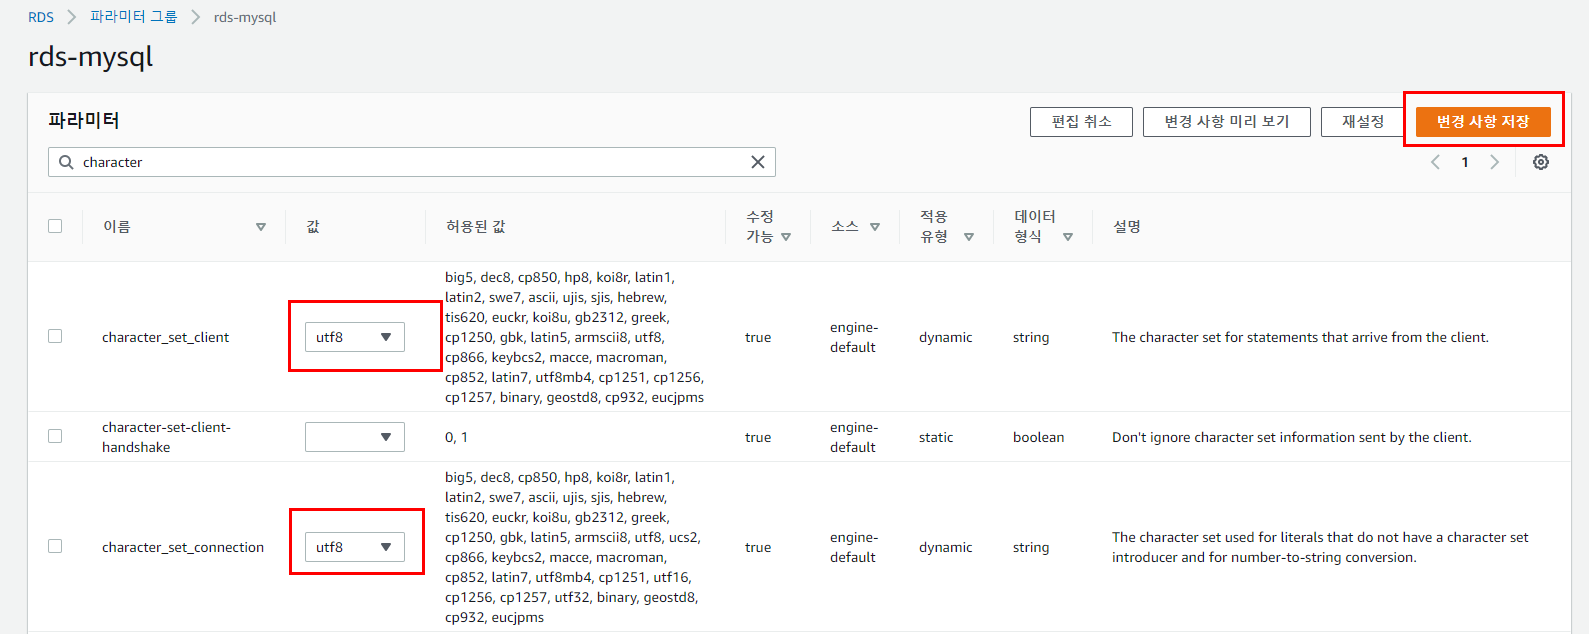 RDS > 파라미터 그룹 > rds-mysql
rds-mysql
파라미터
편집 취소
변경 사항 미리 보기
재설정
변경 사항 저장
character
1
이름
값
허용된 값
수정
가능
소스
적용
유형
데이터
형식
설명
character_set_client
utf8
big5, dec8, cp850, hp8, koi8r, latin1,
latin2, swe7, ascii, ujis, sjis, hebrew,
tis620, euckr, koi8u, gb2312, greek,
cp1250, gbk, latin5, armscii8, utf8,
cp866, keybcs2, macce, macroman,
cp852, latin7, utf8mb4, cp1251, cp1256,
cp1257, binary, geostd8, cp932, eucjpms
true
engine-
default
dynamic
string
The character set for statements that arrive from the client.
character-set-client-
handshake
0, 1
true
engine-
default
static
boolean
Don't ignore character set information sent by the client.
character_set_connection
utf8
big5, dec8, cp850, hp8, koi8r, latin1,
latin2, swe7, ascii, ujis, sjis, hebrew,
tis620, euckr, koi8u, gb2312, greek,
cp1250, gbk, latin5, armscii8, utf8, ucs2,
cp866, keybcs2, macce, macroman,
cp852, latin7, utf8mb4, cp1251, utf16,
cp1256, cp1257, utf32, binary, geostd8,
cp932, eucjpms
true
engine-
default
dynamic
string
The character set used for literals that do not have a character set
introducer and for number-to-string conversion.